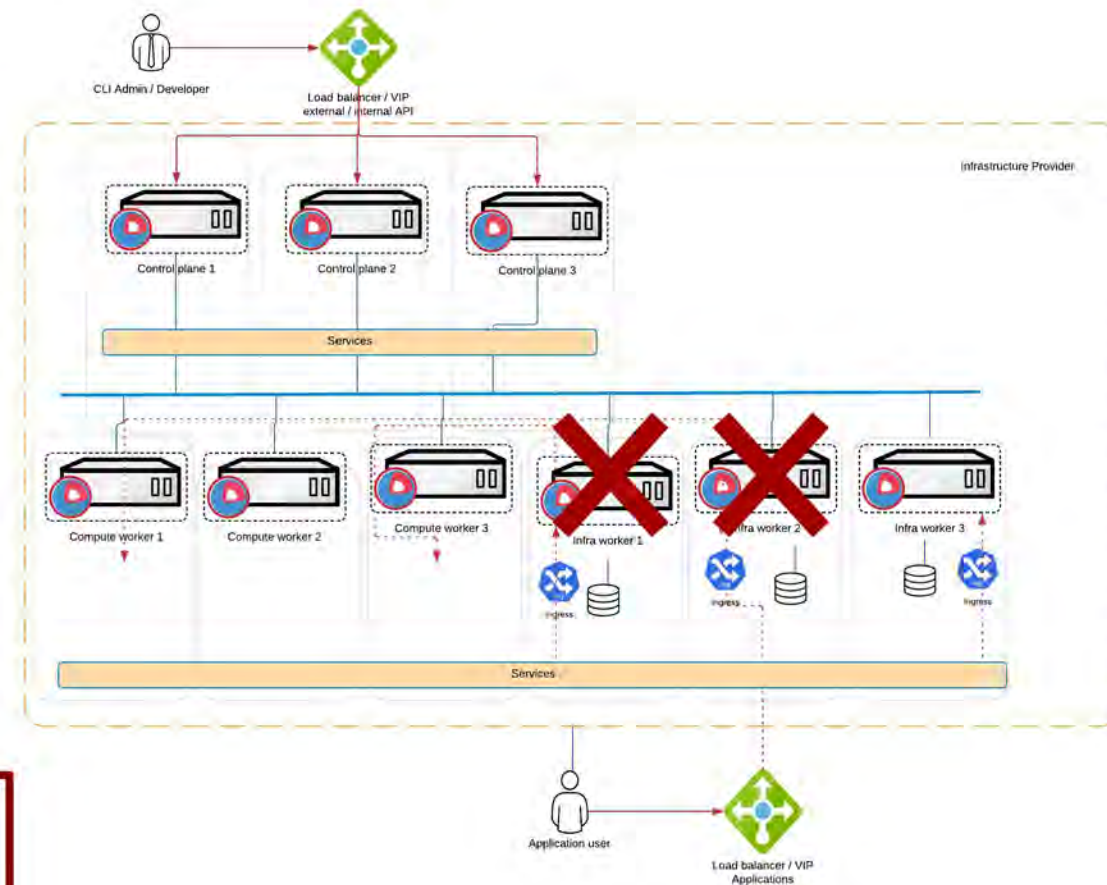 CLI Admin / Developer
Load balancer / VIP
external / internal API
Infrastructure Provider
Control plane 1
Control plane 2
Control plane 3
Services
Compute worker 1
Compute worker 2
Compute worker 3
Infra worker 1
Infra worker 2
Infra worker 3
Ingress
Ingress
Ingress
Services
Application user
Load balancer / VIP
Applications